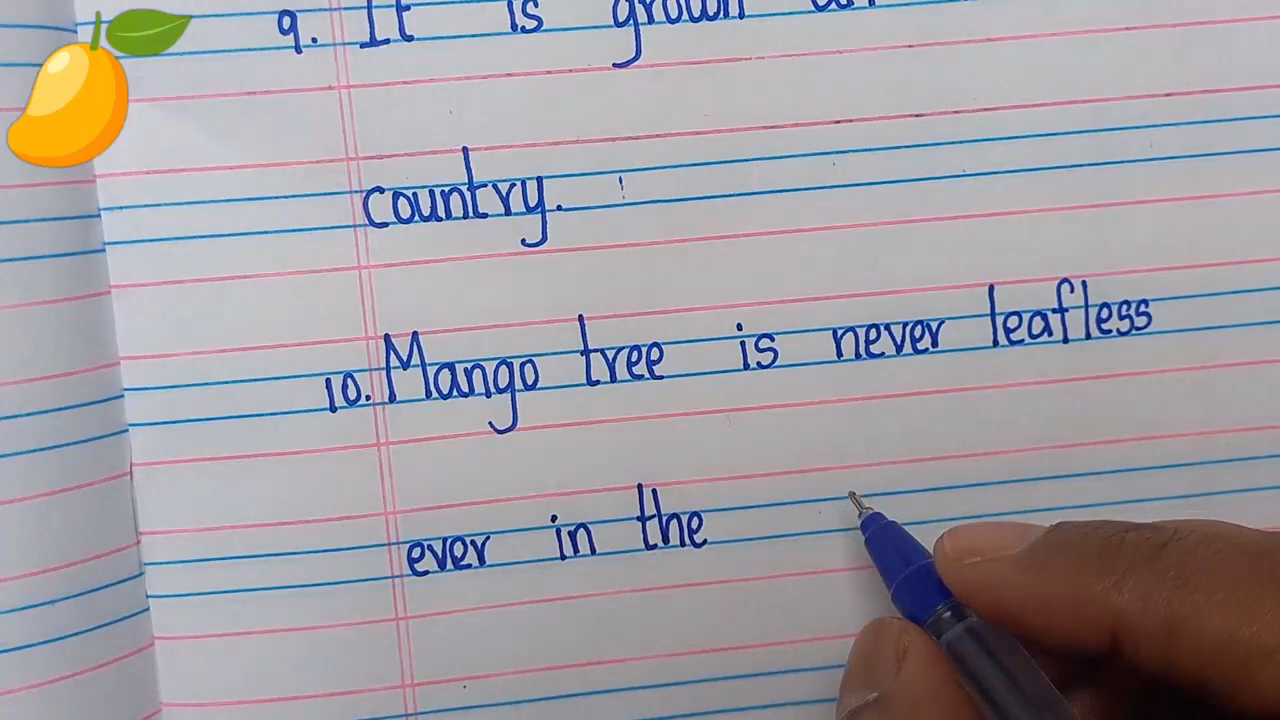 9. It is grown
country.
10. Mango tree is never leafless
ever in the